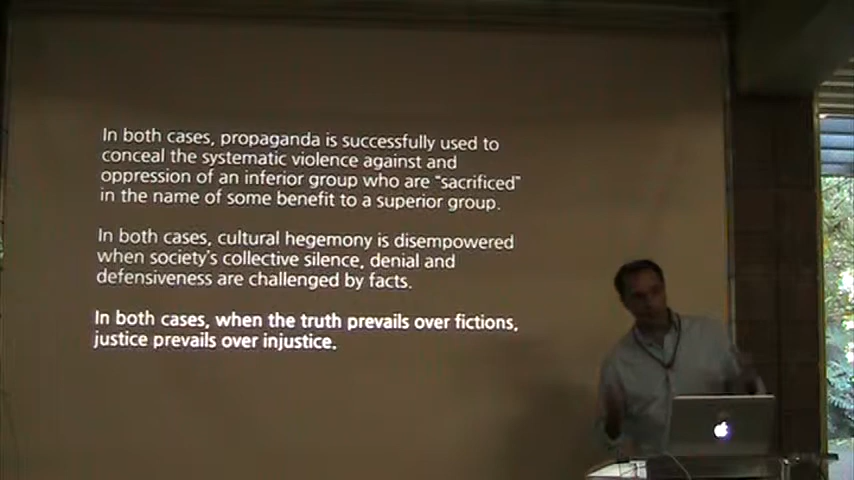 In both cases, propaganda is successfully used to
conceal the systematic violence against and
oppression of an inferior group who are "sacrificed"
in the name of some benefit to a superior group.
In both cases, cultural hegemony is disempowered
when society's collective silence, denial and
defensiveness are challenged by facts.
In both cases, when the truth prevails over fictions,
justice prevails over injustice.